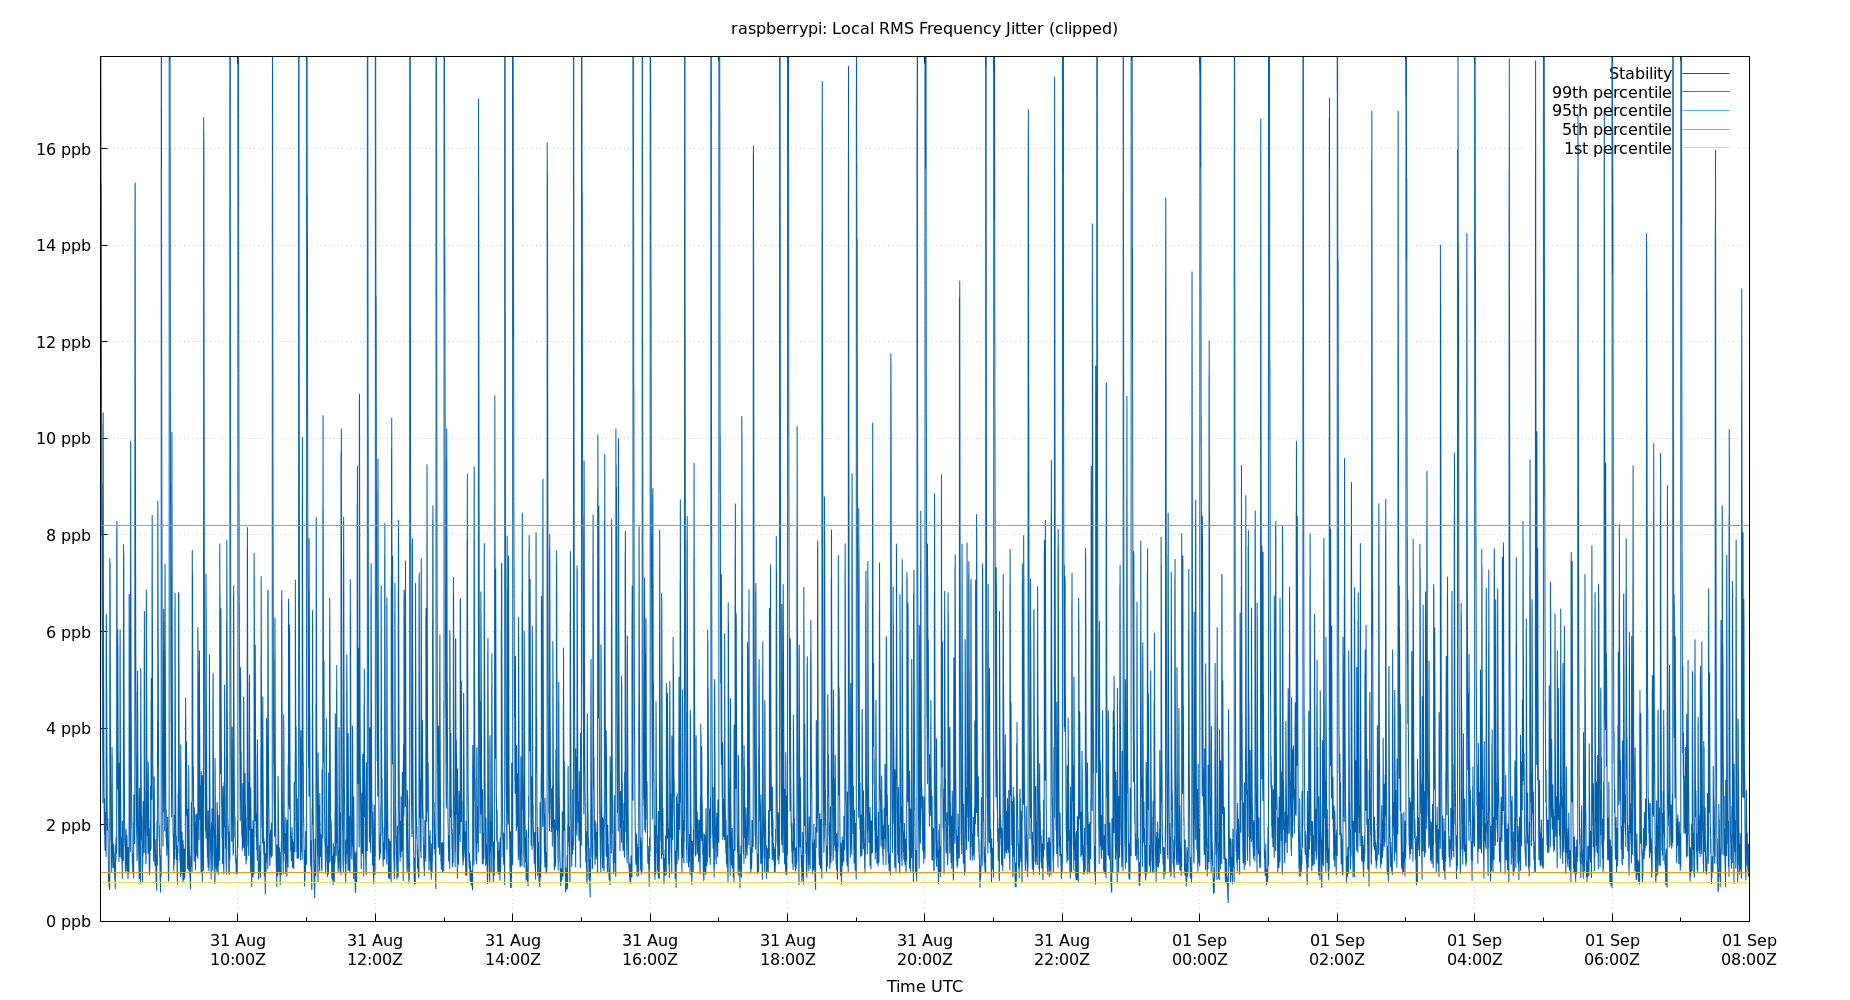 raspberrypi: Local RMS Frequency Jitter (clipped)
Stability
99th percentile
95th percentile
5th percentile
1st percentile
16 ppb
14 ppb
12 ppb
10 ppb
8 ppb
6 ppb
4 ppb
2 ppb
0 ppb
31 Aug 31 Aug 31 Aug 31 Aug 31 Aug 31 Aug 31 Aug 01 Sep 01 Sep 01 Sep 01 Sep 01 Sep
10:00Z 12:00Z 14:00Z 16:00Z 18:00Z 20:00Z 22:00Z 00:00Z 02:00Z 04:00Z 06:00Z 08:00Z
Time UTC